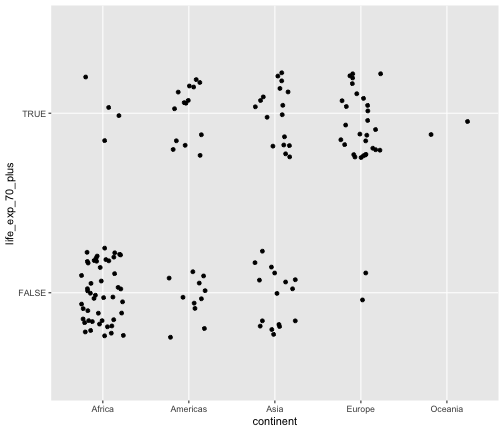 life_exp_70_plus
TRUE
FALSE
Africa Americas Asia Europe Oceania
continent